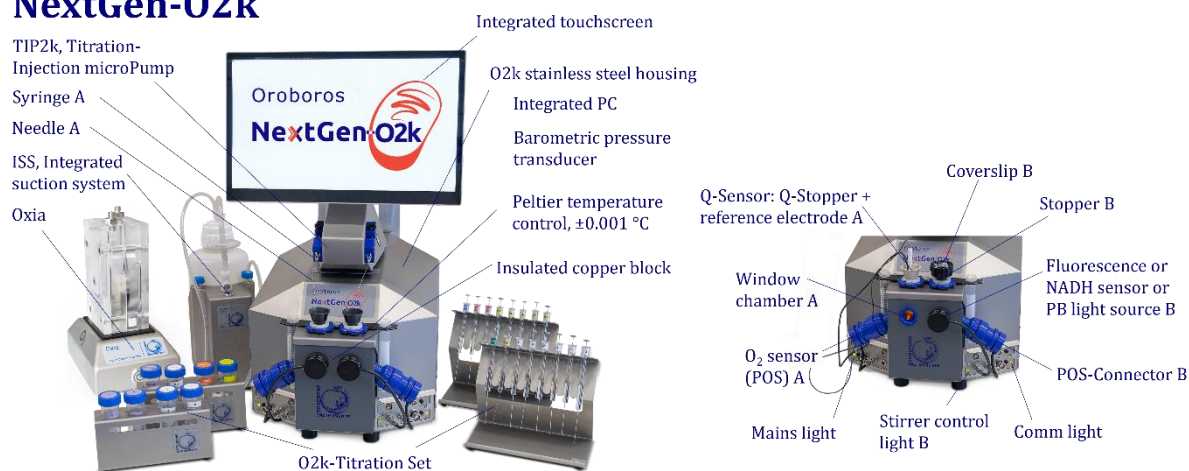 NextGen-O2k
TIP2k, Titration-
Injection microPump
Syringe A
Needle A
ISS, Integrated
suction system
Oxia
Integrated touchscreen
O2k stainless steel housing
Integrated PC
Barometric pressure
transducer
Peltier temperature
control, ±0.001 °C
Insulated copper block
O2k-Titration Set
Oroboros
NextGen-O2k
NextGen-O2k
Oxia
Coverslip B
Q-Sensor: Q-Stopper +
reference electrode A
Stopper B
Window
chamber A
Fluorescence or
NADH sensor or
PB light source B
O₂ sensor
(POS) A
POS-Connector B
Mains light
Stirrer control
light B
Comm light